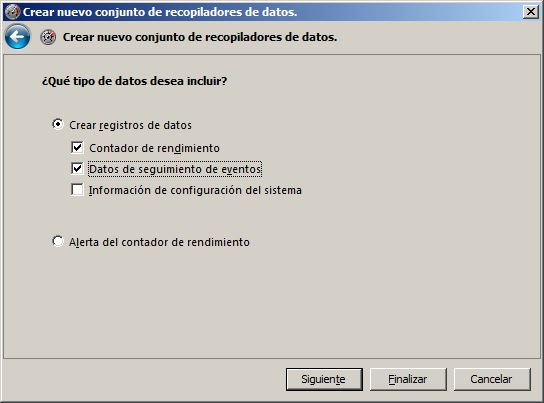 Crear nuevo conjunto de recopiladores de datos.
Crear nuevo conjunto de recopiladores de datos.
¿Qué tipo de datos desea incluir?
Crear registros de datos
Contador de rendimiento
Datos de seguimiento de eventos
Información de configuración del sistema
Alerta del contador de rendimiento
Siguiente Finalizar Cancelar